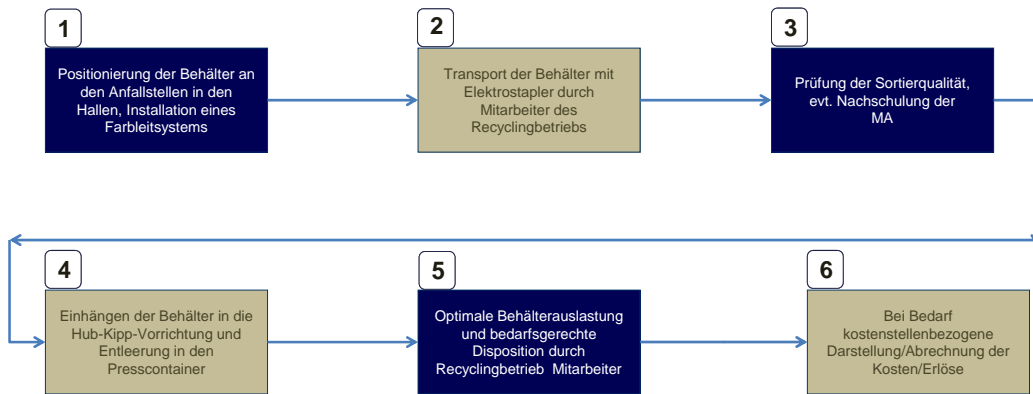 1
Positionierung der Behälter an
den Anfallstellen in den
Hallen, Installation eines
Farbleitsystems
2
Transport der Behälter mit
Elektrostapler durch
Mitarbeiter des
Recyclingbetriebs
3
Prüfung der Sortierqualität,
evt. Nachschulung der
MA
4
Einhängen der Behälter in die
Hub-Kipp-Vorrichtung und
Entleerung in den
Presscontainer
5
Optimale Behälterauslastung
und bedarfsgerechte
Disposition durch
Recyclingbetrieb Mitarbeiter
6
Bei Bedarf
kostenstellenbezogene
Darstellung/Abrechnung der
Kosten/Erlöse